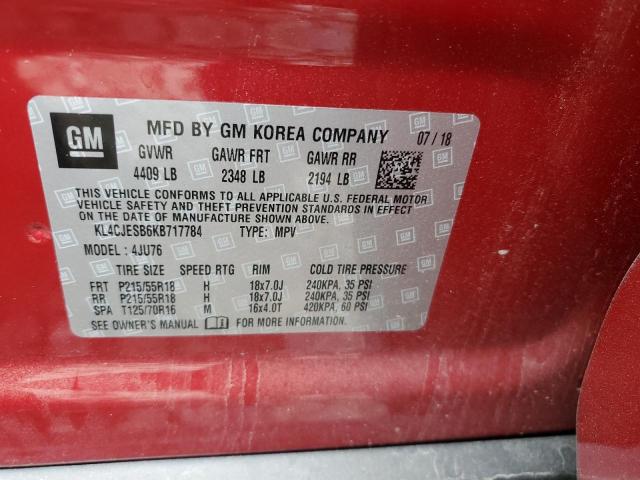 GM MFD BY GM KOREA COMPANY 07/18
GVWR GAWR FRT GAWR RR
4409 LB 2348 LB 2194 LB
THIS VEHICLE CONFORMS TO ALL APPLICABLE U.S. FEDERAL MOTOR
VEHICLE SAFETY AND THEFT PREVENTION STANDARDS IN EFFECT
ON THE DATE OF MANUFACTURE SHOWN ABOVE.
KL4CJESB6KB717784 TYPE: MPV
MODEL: 4JU76
TIRE SIZE SPEED RTG RIM COLD TIRE PRESSURE
FRT P215/55R18 H 18x7.0J 240KPA, 35 PSI
RR P215/55R18 H 18x7.0J 240KPA, 35 PSI
SPA T125/70R16 M 16x4.0T 420KPA, 60 PSI
SEE OWNER'S MANUAL FOR MORE INFORMATION.